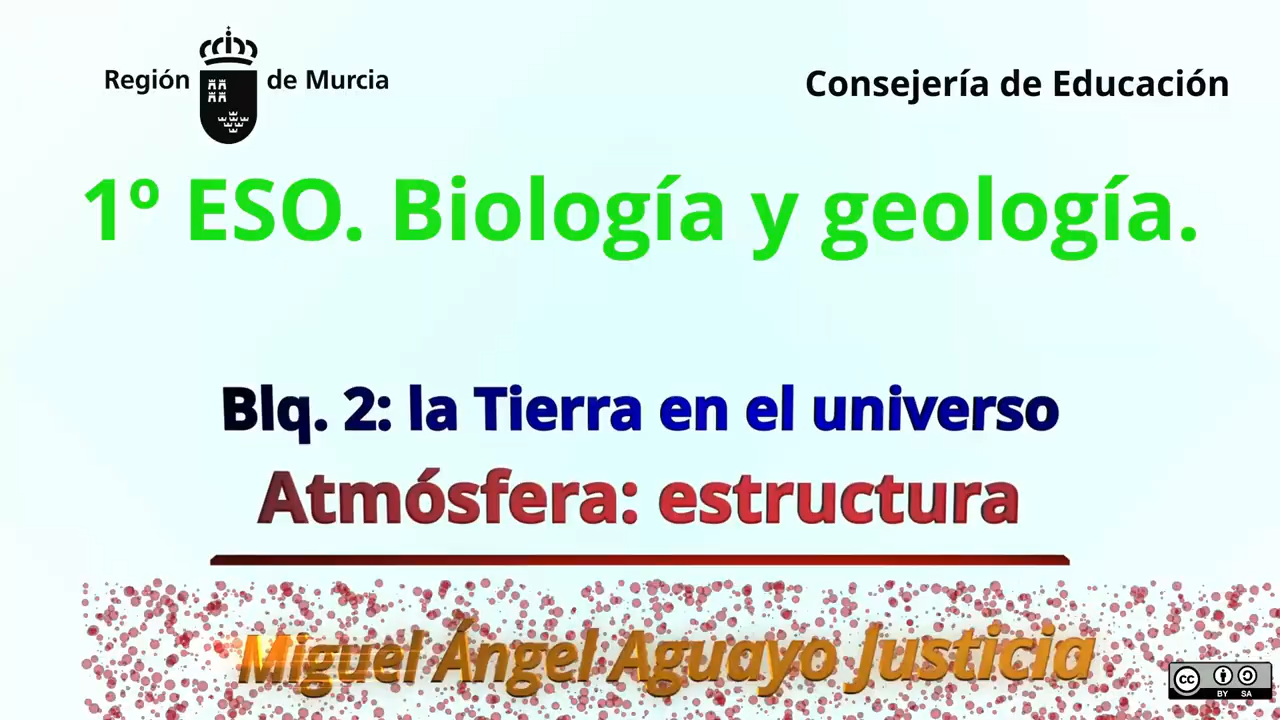 Región de Murcia
Consejería de Educación
1º ESO. Biología y geología.
Blq. 2: la Tierra en el universo
Atmósfera: estructura
Miguel Ángel Aguayo Justicia
cc
BY SA